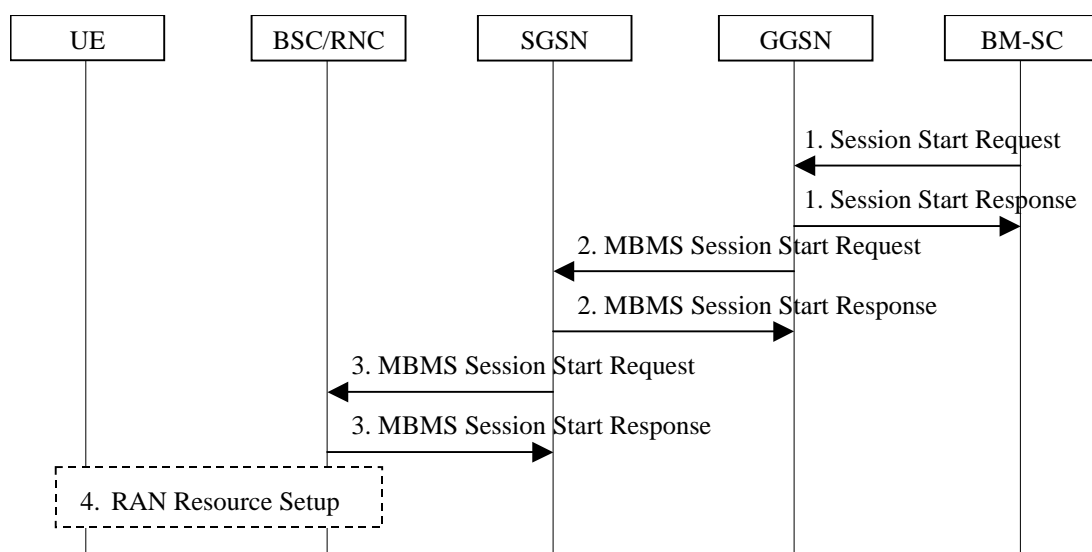 UE
BSC/RNC
SGSN
GGSN
BM-SC
1. Session Start Request
1. Session Start Response
2. MBMS Session Start Request
2. MBMS Session Start Response
3. MBMS Session Start Request
3. MBMS Session Start Response
4. RAN Resource Setup